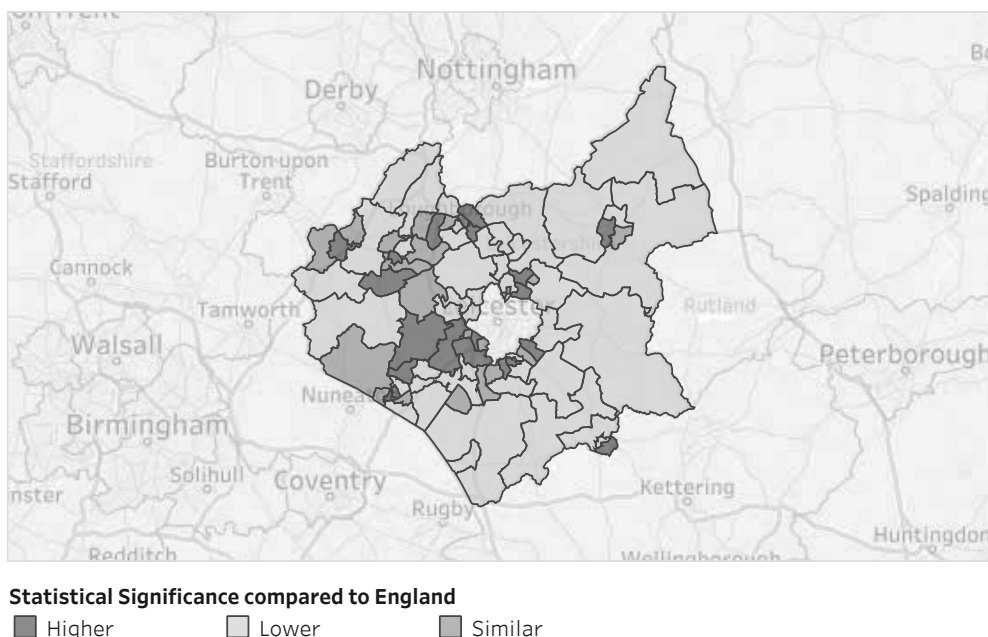 Nottingham
Derby
Staffordshire
Stafford
Burton upon
Trent
Spalding
Cannock
Tamworth
Rutland
Walsall
Peterborough
Birmingham
Solihull
Coventry
Kettering
Rugby
Huntingdon
Redditch
Wellingborough
Statistical Significance compared to England
Higher
Lower
Similar